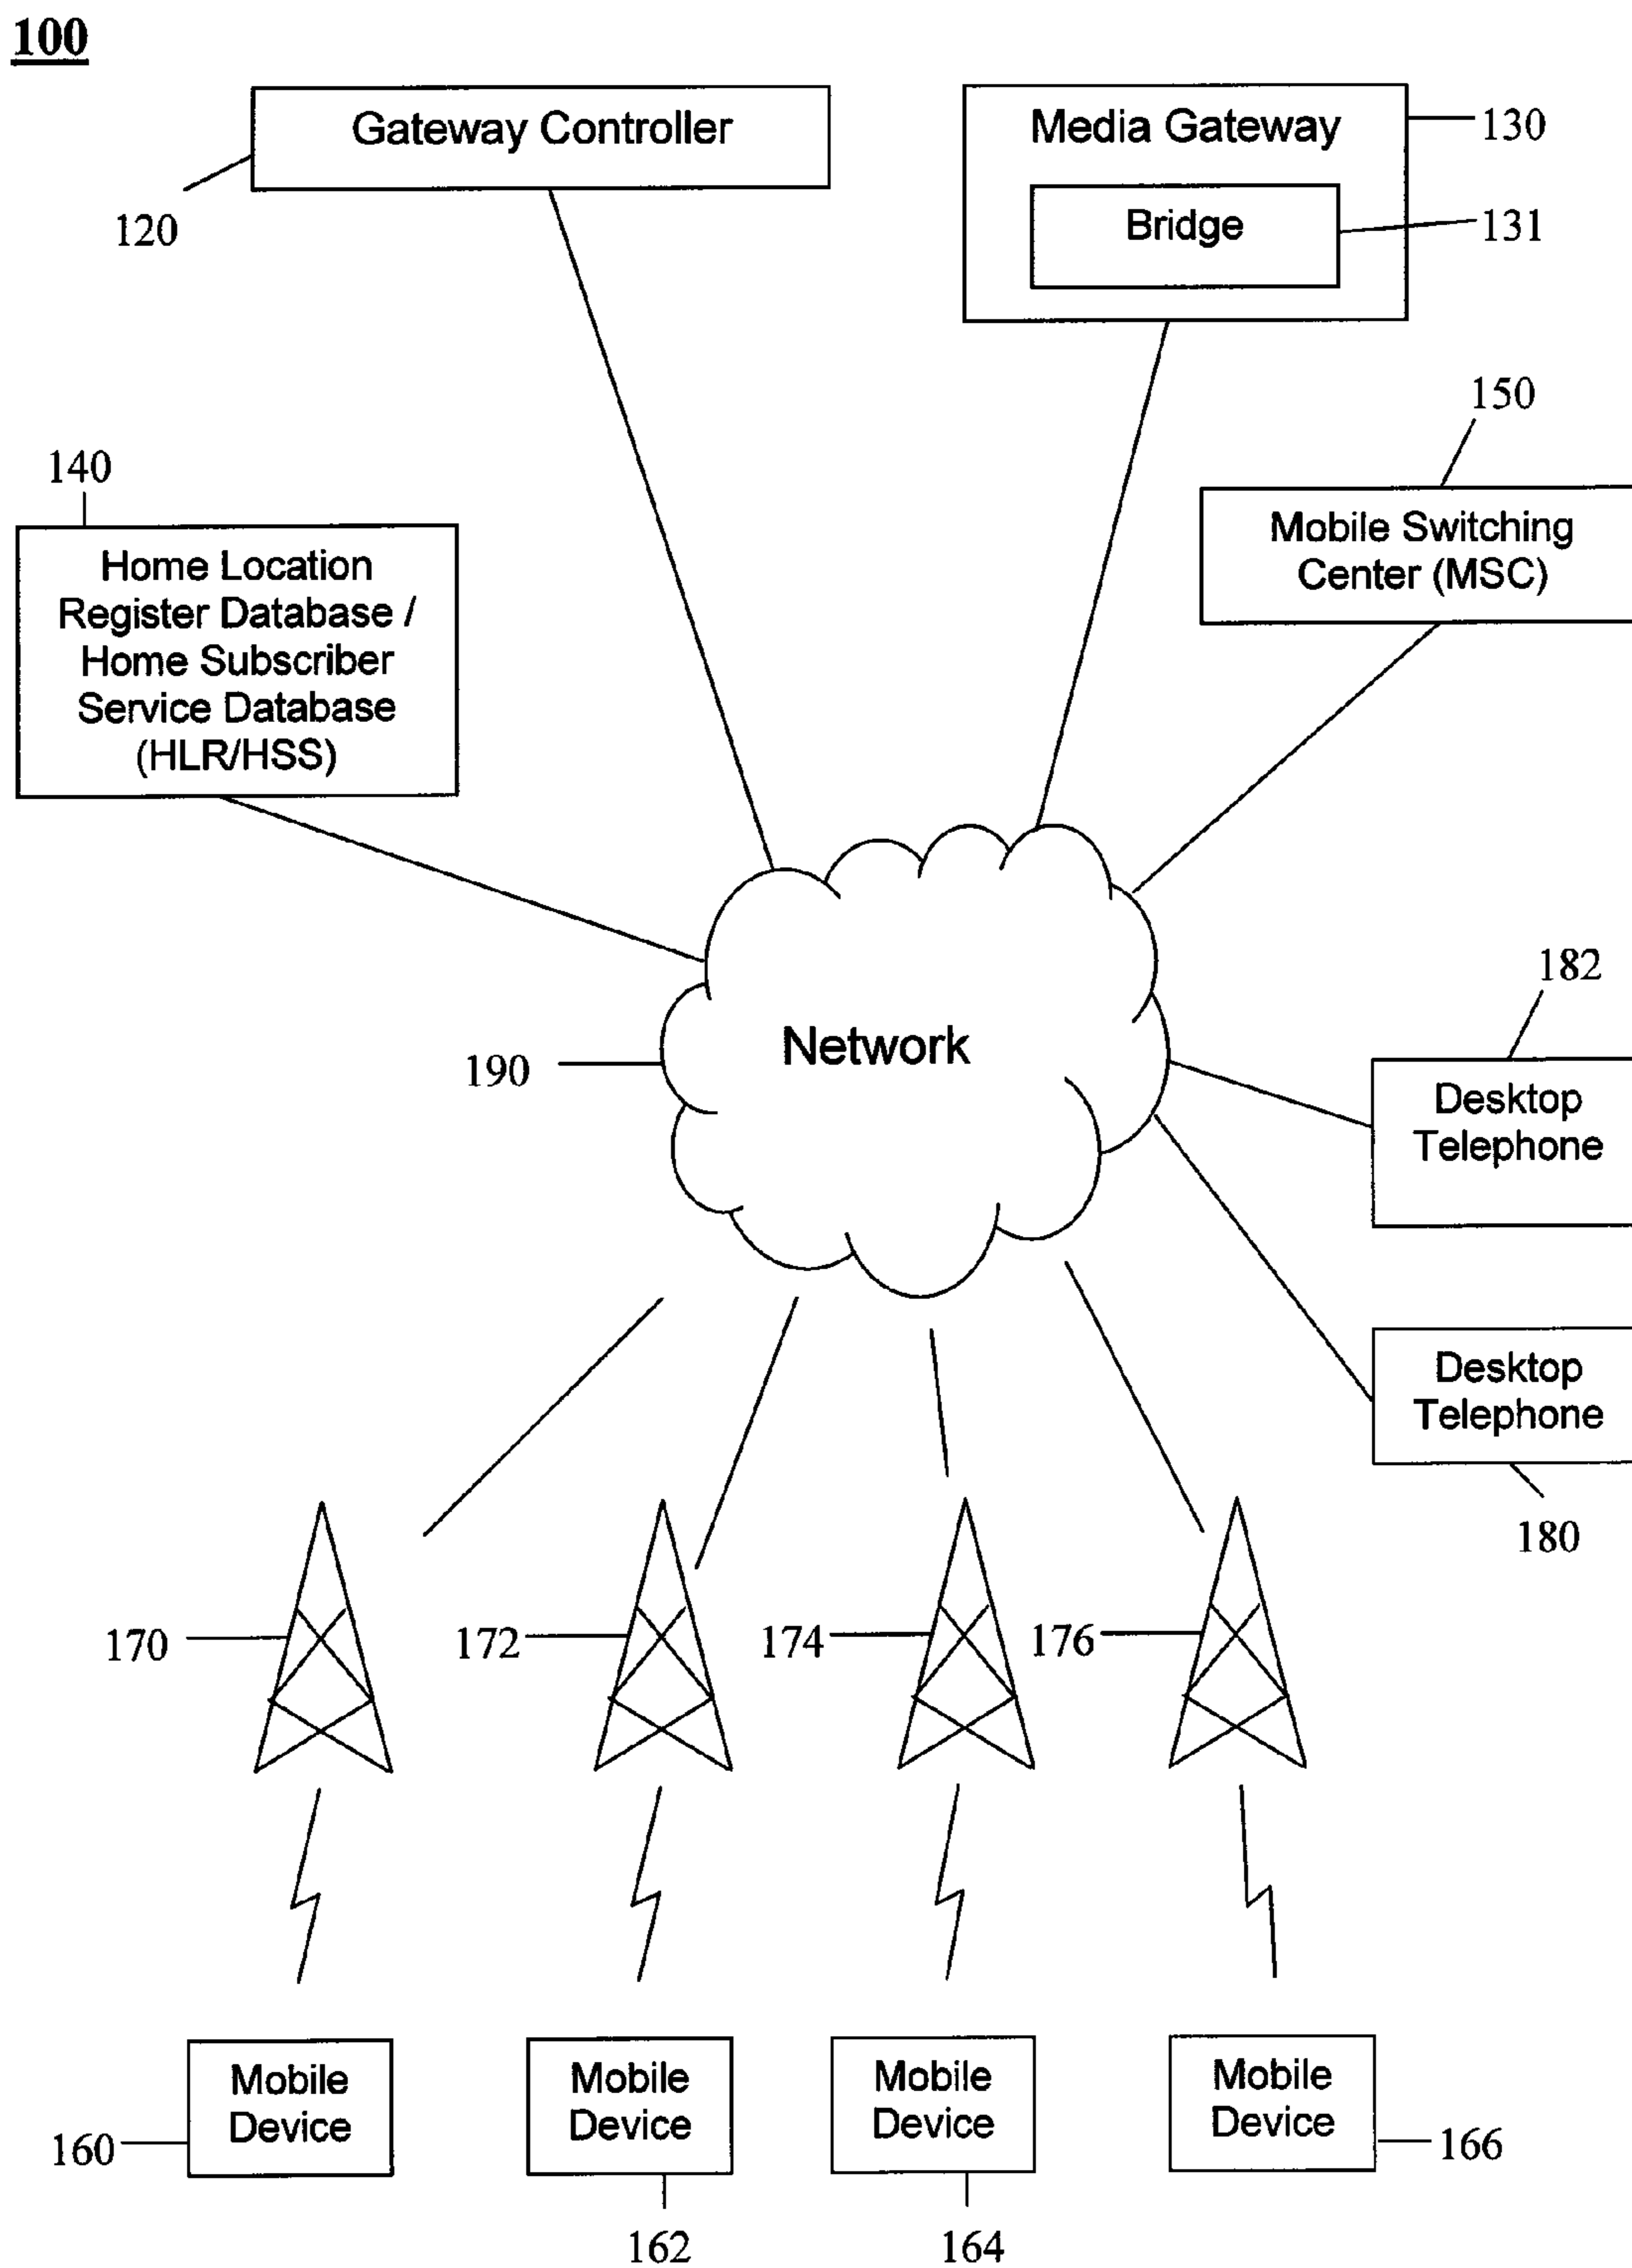 100
Gateway Controller
120
Media Gateway
130
Bridge
131
150
Mobile Switching
Center (MSC)
140
Home Location
Register Database /
Home Subscriber
Service Database
(HLR/HSS)
182
Network
190
Desktop
Telephone
Desktop
Telephone
180
170
172
174
176
Mobile
Device
160
Mobile
Device
162
Mobile
Device
164
Mobile
Device
166